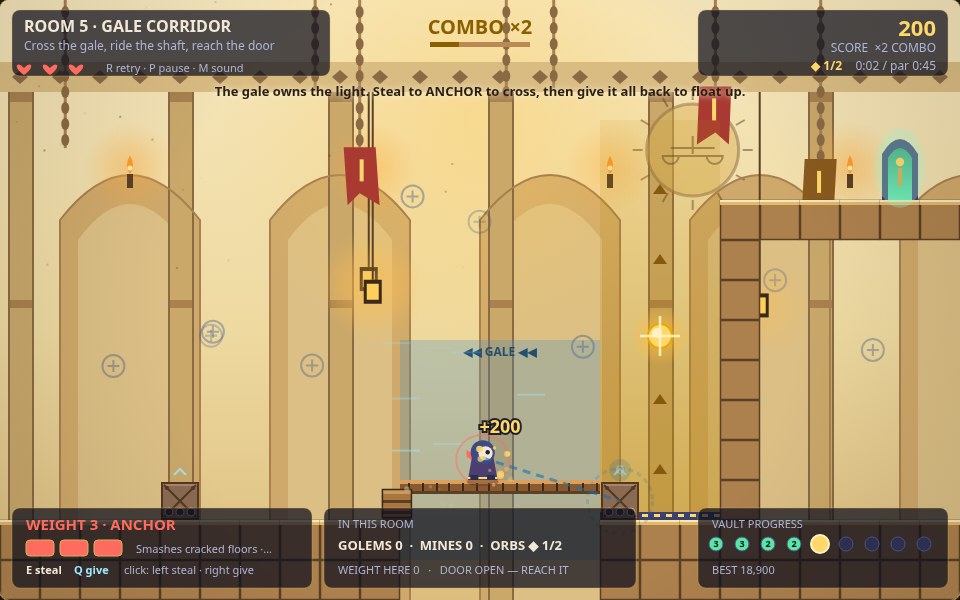 ROOM 5 · GALE CORRIDOR
Cross the gale, ride the shaft, reach the door
R retry · P pause · M sound
COMBO ×2
200
SCORE ×2 COMBO
◆ 1/2 0:02 / par 0:45
The gale owns the light. Steal to ANCHOR to cross, then give it all back to float up.
◀◀ GALE ◀◀
+200
WEIGHT 3 · ANCHOR
Smashes cracked floors ·…
E steal Q give click: left steal · right give
IN THIS ROOM
GOLEMS 0 · MINES 0 · ORBS ◆ 1/2
WEIGHT HERE 0 · DOOR OPEN — REACH IT
VAULT PROGRESS
3 3 2 2
BEST 18,900